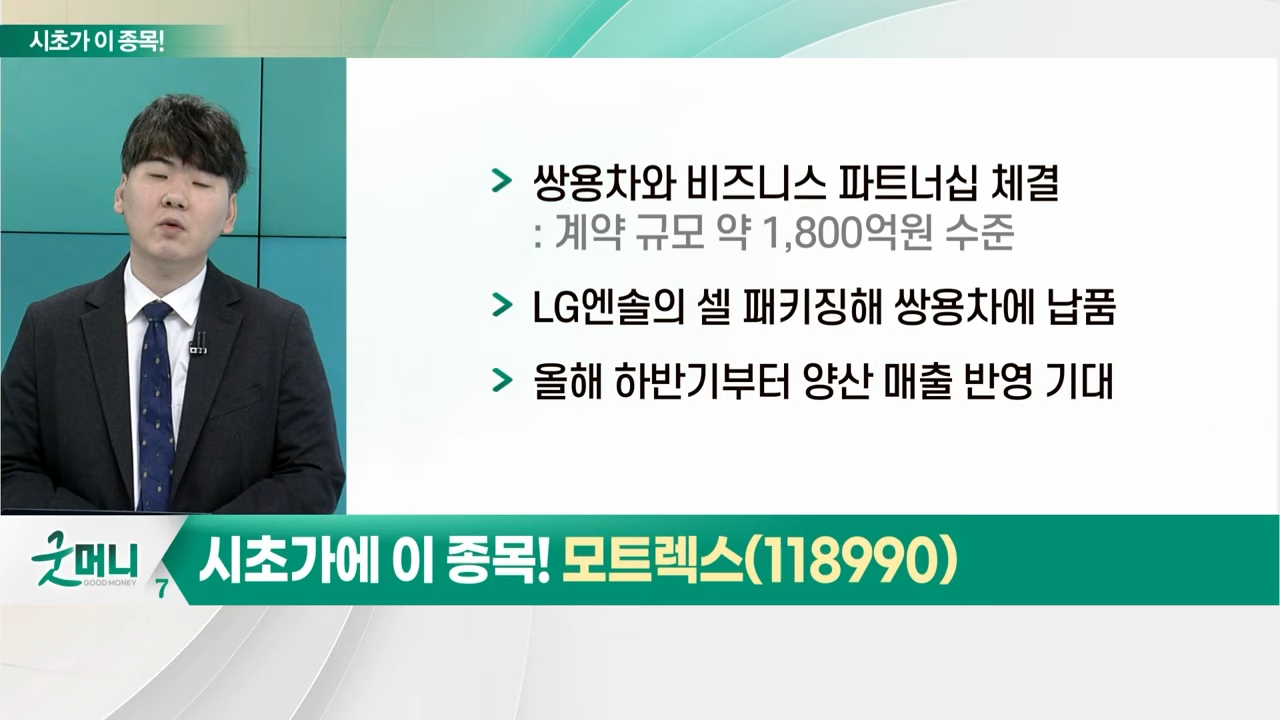 시초가 이 종목!
> 쌍용차와 비즈니스 파트너십 체결
: 계약 규모 약 1,800억원 수준
> LG엔솔의 셀 패키징해 쌍용차에 납품
> 올해 하반기부터 양산 매출 반영 기대
굿머니
GOOD MONEY
7
시초가에 이 종목! 모트렉스(118990)